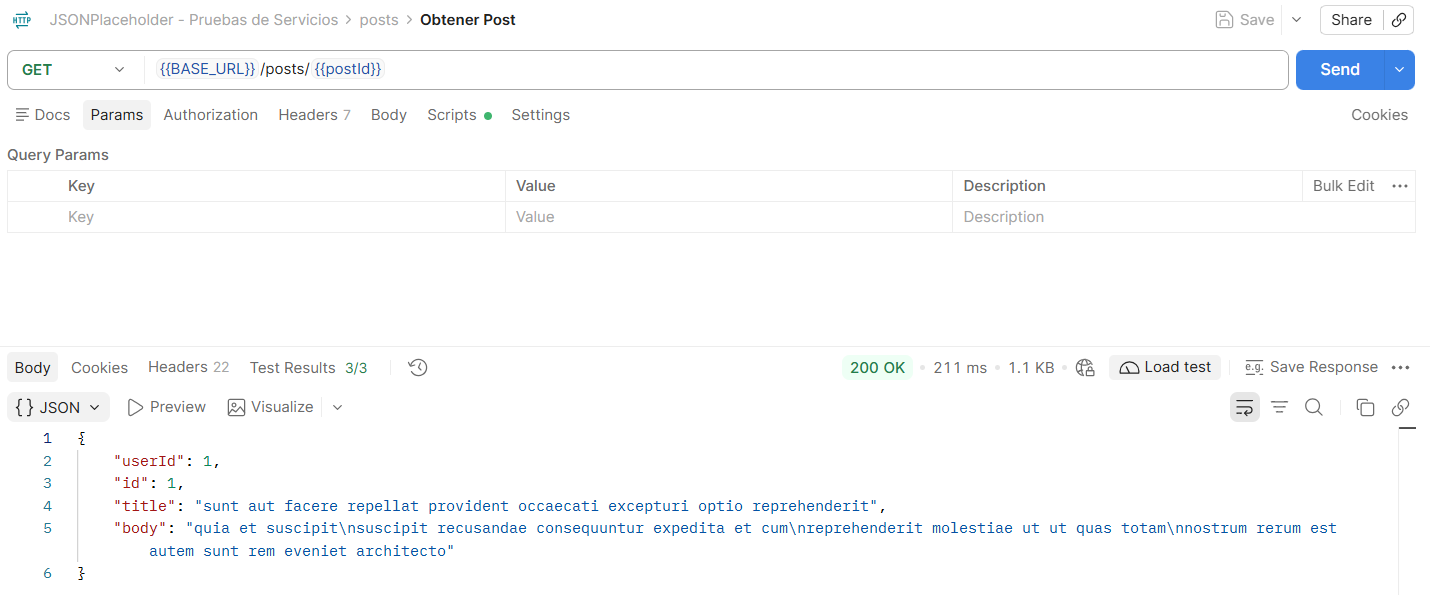 HTTP JSONPlaceholder - Pruebas de Servicios > posts > Obtener Post Save Share
GET {{BASE_URL}} /posts/ {{postId}} Send
Docs Params Authorization Headers 7 Body Scripts Settings Cookies
Query Params
Key Value Description Bulk Edit
Key Value Description
Body Cookies Headers 22 Test Results 3/3 200 OK 211 ms 1.1 KB e.g. Load test Save Response
{} JSON Preview Visualize
1 {
2 "userId": 1,
3 "id": 1,
4 "title": "sunt aut facere repellat provident occaecati excepturi optio reprehenderit",
5 "body": "quia et suscipit\nsuscipit recusandae consequuntur expedita et cum\nreprehenderit molestiae ut ut quas totam\nnostrum rerum est
autem sunt rem eveniet architecto"
6 }